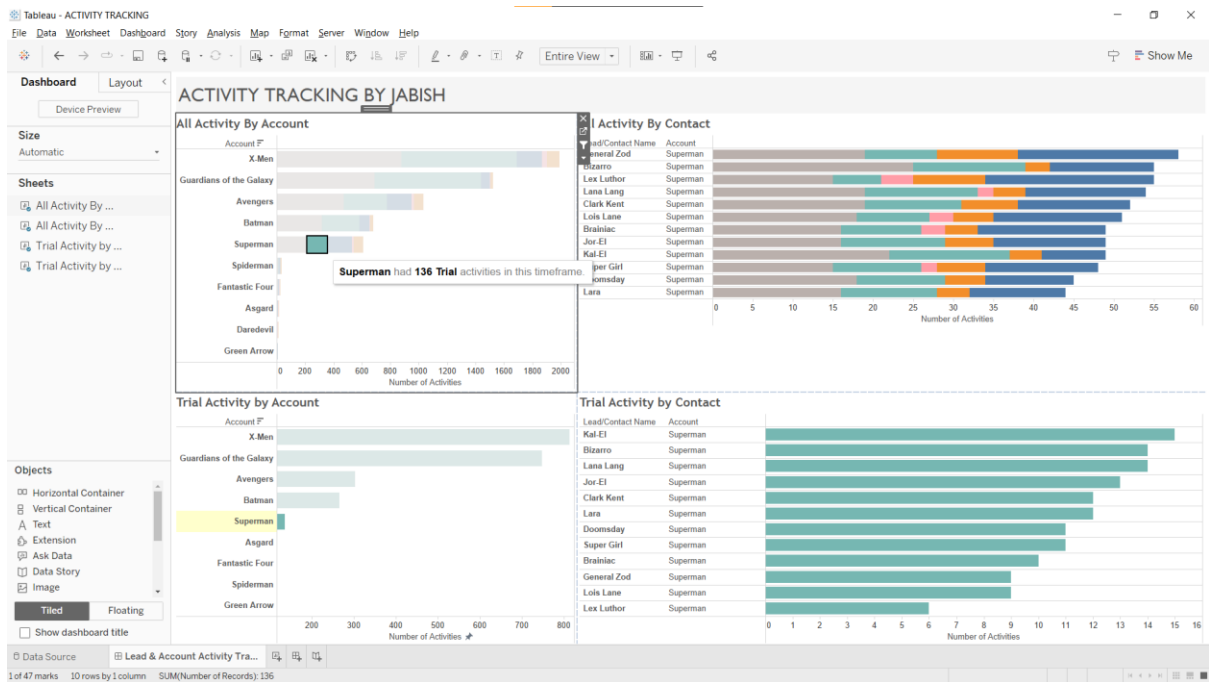 Tableau - ACTIVITY TRACKING
File Data Worksheet Dashboard Story Analysis Map Format Server Window Help
Entire View
Show Me
Dashboard Layout
Device Preview
Size
Automatic
Sheets
All Activity By ...
All Activity By ...
Trial Activity by ...
Trial Activity by ...
Objects
Horizontal Container
Vertical Container
Text
Extension
Ask Data
Data Story
Image
Tiled Floating
Show dashboard title
ACTIVITY TRACKING BY JABISH
All Activity By Account
Account
X-Men
Guardians of the Galaxy
Avengers
Batman
Superman
Spiderman
Fantastic Four
Asgard
Daredevil
Green Arrow
0 200 400 600 800 1000 1200 1400 1600 1800 2000
Number of Activities
Superman had 136 Trial activities in this timeframe.
l Activity By Contact
ead/Contact Name Account
eneral Zod Superman
Bizarro Superman
Lex Luthor Superman
Lana Lang Superman
Clark Kent Superman
Lois Lane Superman
Brainiac Superman
Jor-El Superman
Kal-El Superman
per Girl Superman
omsday Superman
Lara Superman
0 5 10 15 20 25 30 35 40 45 50 55 60
Number of Activities
Trial Activity by Account
Account
X-Men
Guardians of the Galaxy
Avengers
Batman
Superman
Asgard
Fantastic Four
Spiderman
Green Arrow
200 300 400 500 600 700 800
Number of Activities
Trial Activity by Contact
Lead/Contact Name Account
Kal-El Superman
Bizarro Superman
Lana Lang Superman
Jor-El Superman
Clark Kent Superman
Lara Superman
Doomsday Superman
Super Girl Superman
Brainiac Superman
General Zod Superman
Lois Lane Superman
Lex Luthor Superman
0 1 2 3 4 5 6 7 8 9 10 11 12 13 14 15 16
Number of Activities
Data Source Lead & Account Activity Tra...
1 of 47 marks 10 rows by 1 column SUM(Number of Records): 136